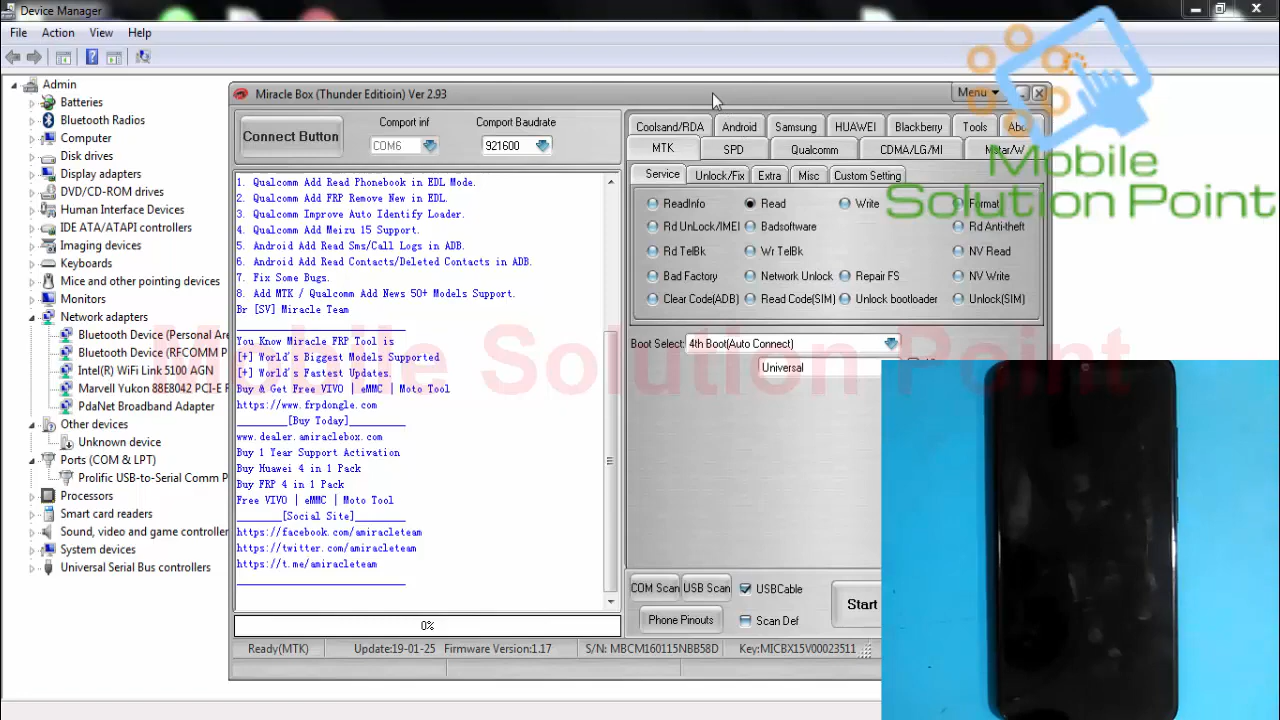 Device Manager
File Action View Help
Admin
Batteries
Bluetooth Radios
Computer
Disk drives
Display adapters
DVD/CD-ROM drives
Human Interface Devices
IDE ATA/ATAPI controllers
Imaging devices
Keyboards
Mice and other pointing devices
Monitors
Network adapters
Bluetooth Device (Personal Are
Bluetooth Device (RFCOMM P
Intel(R) WiFi Link 5100 AGN
Marvell Yukon 88E8042 PCI-E F
PdaNet Broadband Adapter
Other devices
Unknown device
Ports (COM & LPT)
Prolific USB-to-Serial Comm P
Processors
Smart card readers
Sound, video and game controller
System devices
Universal Serial Bus controllers
Miracle Box (Thunder Editioin) Ver 2.93
Menu
Connect Button
Comport inf
COM6
Comport Baudrate
921600
1. Qualcomm Add Read Phonebook in EDL Mode.
2. Qualcomm Add FRP Remove New in EDL.
3. Qualcomm Improve Auto Identify Loader.
4. Qualcomm Add Meizu 15 Support.
5. Android Add Read Sms/Call Logs in ADB.
6. Android Add Read Contacts/Deleted Contacts in ADB.
7. Fix Some Bugs.
8. Add MTK / Qualcomm Add News 50+ Models Support.
Br [SV] Miracle Team
You Know Miracle FRP Tool is
[+] World's Biggest Models Supported
[+] World's Fastest Updates.
Buy & Get Free VIVO | eMMC | Moto Tool
https://www.frpdongle.com
_______[Buy Today]_______
www.dealer.amiraclebox.com
Buy 1 Year Support Activation
Buy Huawei 4 in 1 Pack
Buy FRP 4 in 1 Pack
Free VIVO | eMMC | Moto Tool
_______[Social Site]_______
https://facebook.com/amiracleteam
https://twitter.com/amiracleteam
https://t.me/amiracleteam
0%
Ready(MTK) Update:19-01-25 Firmware Version:1.17 S/N: MBCM160115NBB58D Key:MICBX15V00023511
Coolsand/RDA Android Samsung HUAWEI Blackberry Tools Abo
MTK SPD Qualcomm CDMA/LG/MI Mstar/W
Service Unlock/Fix Extra Misc Custom Setting
ReadInfo Read Write Format
Rd UnLock/IMEI Badsoftware Rd Anti-theft
Rd TelBk Wr TelBk NV Read
Bad Factory Network Unlock Repair FS NV Write
Clear Code(ADB) Read Code(SIM) Unlock bootloader Unlock(SIM)
Boot Select: 4th Boot(Auto Connect)
Universal
COM Scan USB Scan USBCable
Start
Phone Pinouts Scan Def
Mobile
Solution Point
Mobile Solution Point